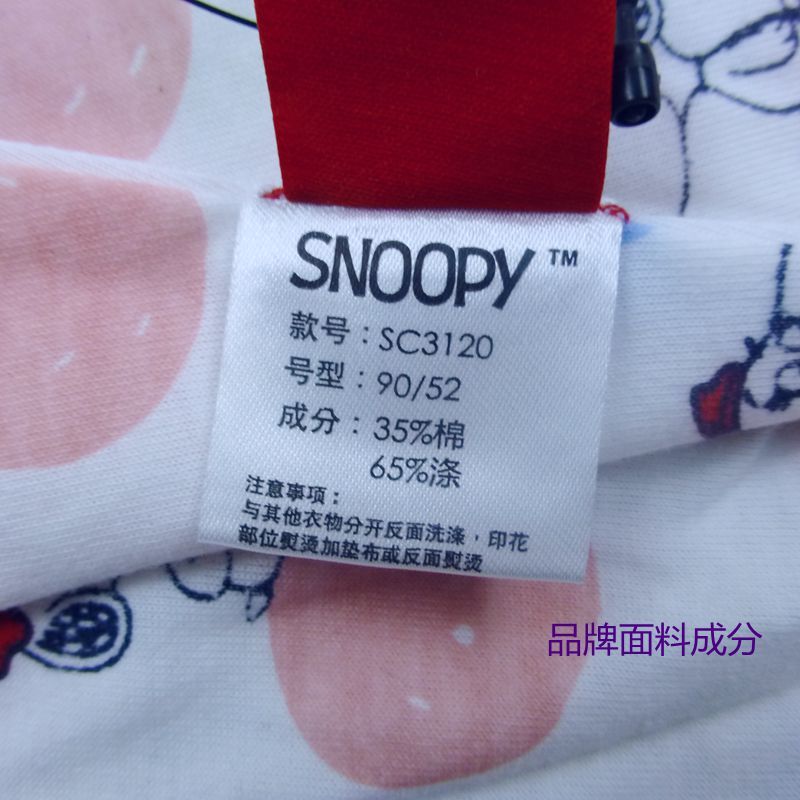 SNOOPY™
款号：SC3120
号型：90/52
成分：35%棉
65%涤
注意事项：
与其他衣物分开反面洗涤，印花
部位熨烫加垫布或反面熨烫
品牌面料成分